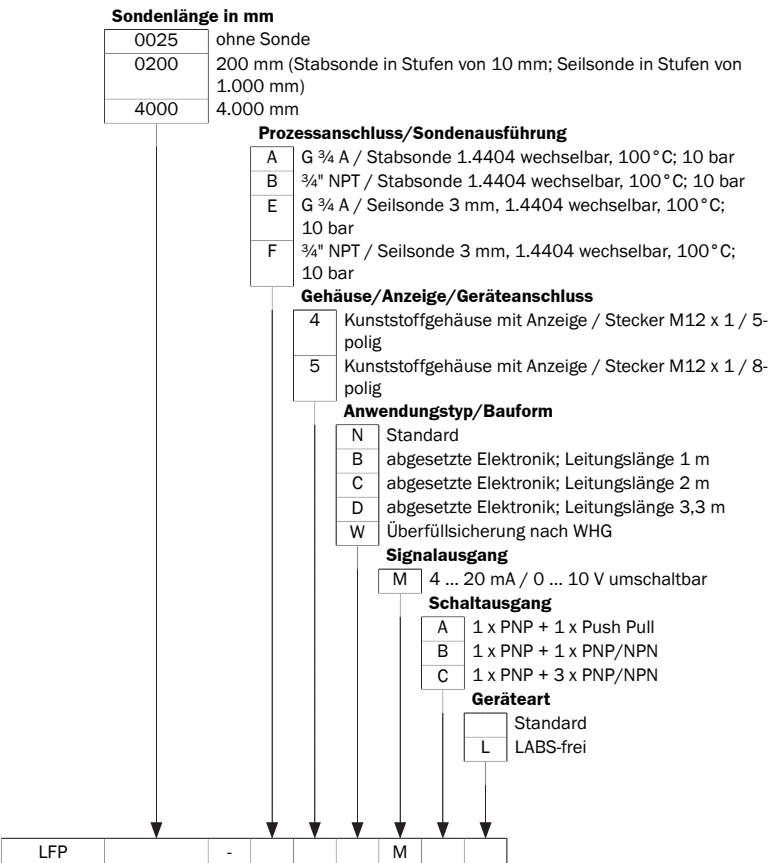 Sondenlänge in mm
0025 ohne Sonde
0200 200 mm (Stabsonde in Stufen von 10 mm; Seilsonde in Stufen von
1.000 mm)
4000 4.000 mm
Prozessanschluss/Sondenausführung
A G ¾ A / Stabsonde 1.4404 wechselbar, 100°C; 10 bar
B ¾" NPT / Stabsonde 1.4404 wechselbar, 100°C; 10 bar
E G ¾ A / Seilsonde 3 mm, 1.4404 wechselbar, 100°C;
10 bar
F ¾" NPT / Seilsonde 3 mm, 1.4404 wechselbar, 100°C;
10 bar
Gehäuse/Anzeige/Geräteanschluss
4 Kunststoffgehäuse mit Anzeige / Stecker M12 x 1 / 5-
polig
5 Kunststoffgehäuse mit Anzeige / Stecker M12 x 1 / 8-
polig
Anwendungstyp/Bauform
N Standard
B abgesetzte Elektronik; Leitungslänge 1 m
C abgesetzte Elektronik; Leitungslänge 2 m
D abgesetzte Elektronik; Leitungslänge 3,3 m
W Überfüllsicherung nach WHG
Signalausgang
M 4 ... 20 mA / 0 ... 10 V umschaltbar
Schaltausgang
A 1 x PNP + 1 x Push Pull
B 1 x PNP + 1 x PNP/NPN
C 1 x PNP + 3 x PNP/NPN
Geräteart
Standard
L LABS-frei
LFP - M